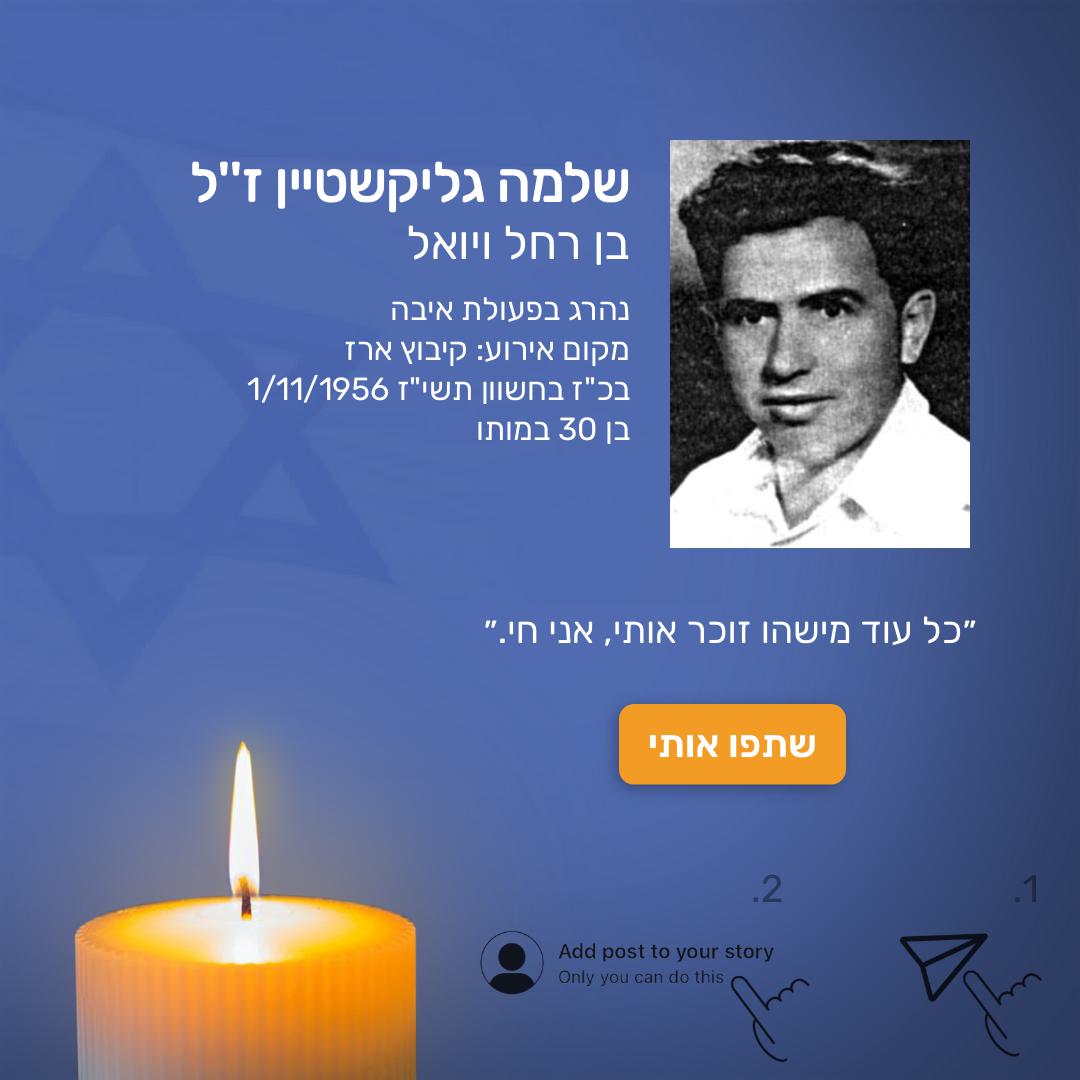 שלמה גליקשטיין ז"ל
בן רחל ויואל
נהרג בפעולת איבה
מקום אירוע: קיבוץ ארז
בכ"ז בחשוון תשי"ז 1/11/1956
בן 30 במותו
"כל עוד מישהו זוכר אותי, אני חי."
שתפו אותי
1.
2.
Add post to your story
Only you can do this